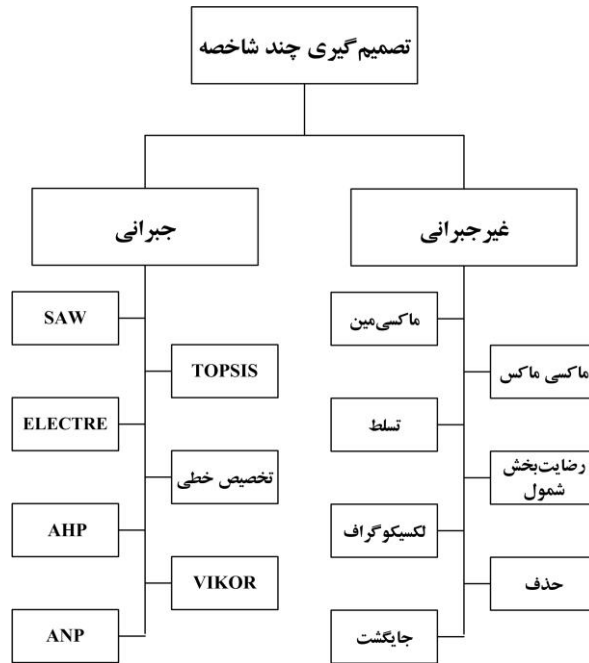 تصمیم‌گیری چند شاخصه
غیرجبرانی
جبرانی
ماکسی‌مین
ماکسی ماکس
تسلط
رضایت‌بخش
شمول
لکسیکوگراف
حذف
جایگشت
SAW
TOPSIS
ELECTRE
تخصیص خطی
AHP
VIKOR
ANP